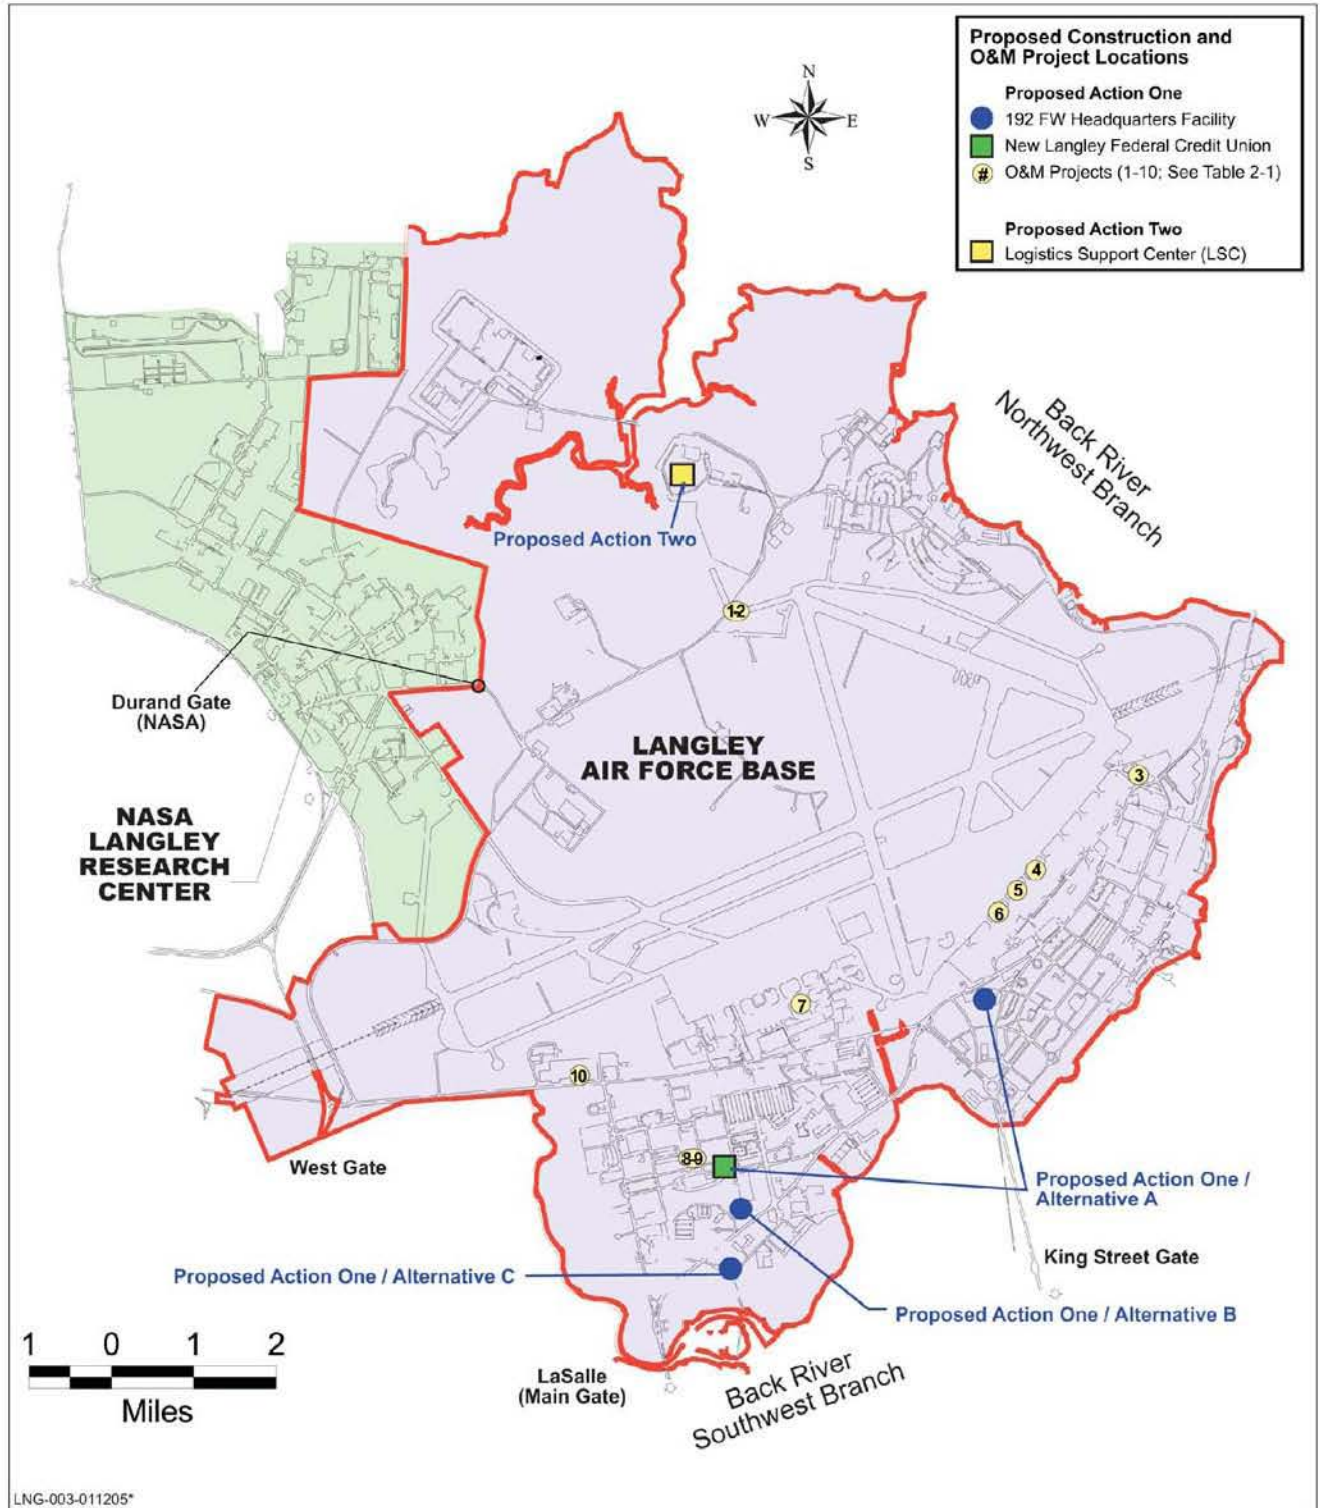 Proposed Construction and
O&M Project Locations
Proposed Action One
192 FW Headquarters Facility
New Langley Federal Credit Union
# O&M Projects (1-10; See Table 2-1)
Proposed Action Two
Logistics Support Center (LSC)
N
W E
S
Back River
Northwest Branch
Proposed Action Two
1-2
Durand Gate
(NASA)
LANGLEY
AIR FORCE BASE
3
NASA
LANGLEY
RESEARCH
CENTER
4
5
6
7
10
8-9
West Gate
Proposed Action One /
Alternative A
King Street Gate
Proposed Action One / Alternative C
Proposed Action One / Alternative B
1 0 1 2
Miles
LaSalle
(Main Gate)
Back River
Southwest Branch
LNG-003-011205*